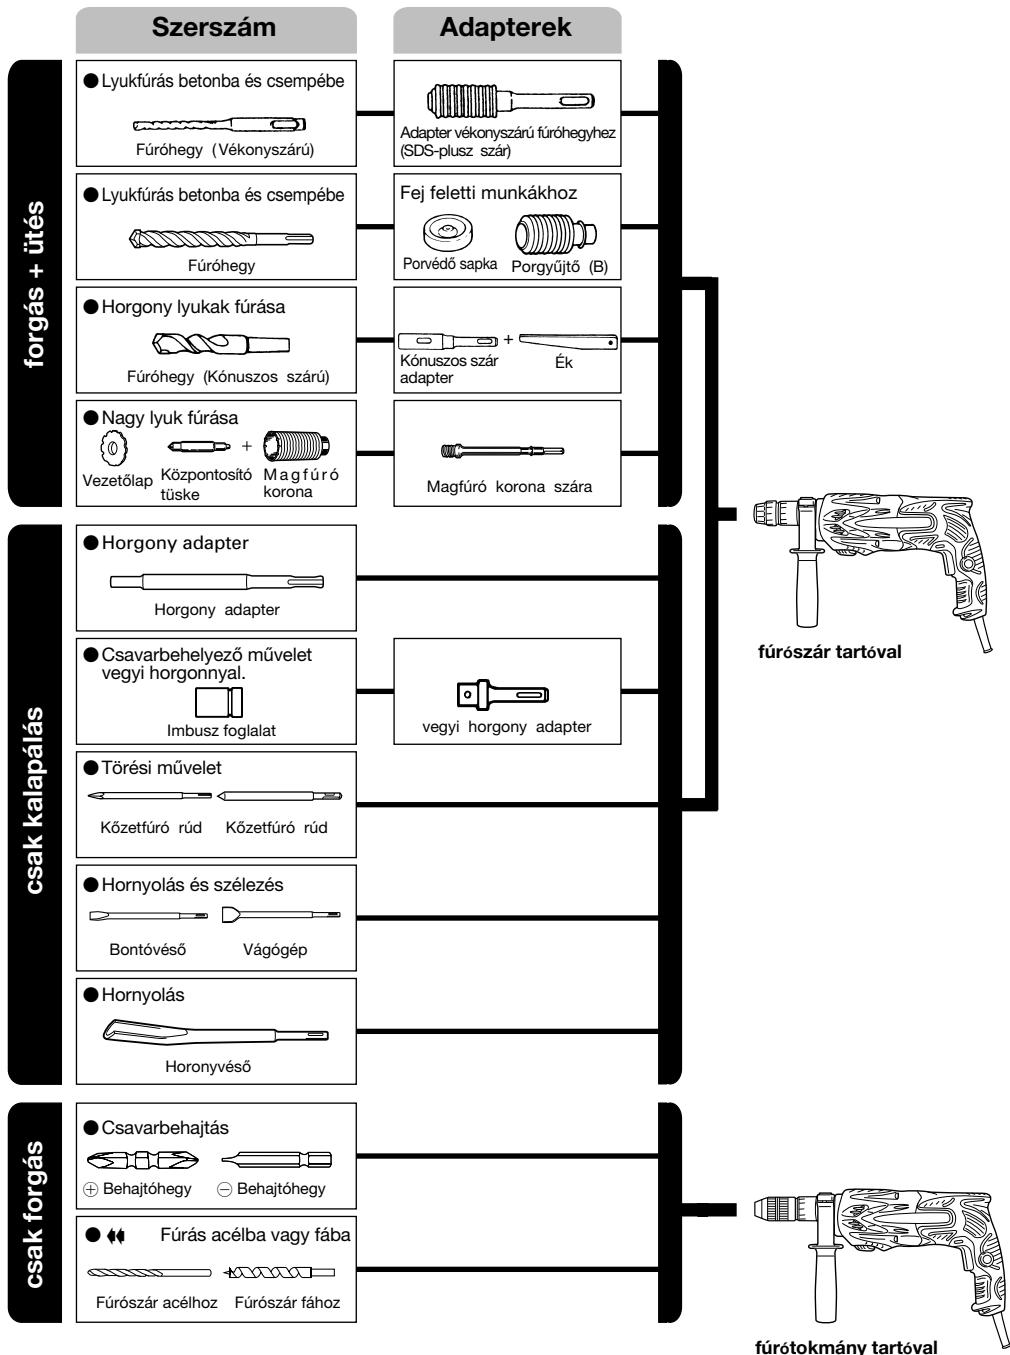 Szerszám
Adapterek
forgás + ütés
● Lyukfúrás betonba és csempébe
Fúróhegy (Vékonyszárú)
Adapter vékonyszárú fúróhegyhez
(SDS-plusz szár)
● Lyukfúrás betonba és csempébe
Fúróhegy
Fej feletti munkákhoz
Porvédő sapka
Porgyűjtő (B)
● Horgony lyukak fúrása
Fúróhegy (Kónuszos szárú)
+
Kónuszos szár
adapter
Ék
● Nagy lyuk fúrása
+
Vezetőlap
Központosító
tüske
Magfúró
korona
Magfúró korona szára
csak kalapálás
● Horgony adapter
Horgony adapter
● Csavarbehelyező művelet
vegyi horgonnyal.
Imbusz foglalat
vegyi horgony adapter
● Törési művelet
Kőzetfúró rúd
Kőzetfúró rúd
● Hornyolás és szélezés
Bontóvéső
Vágógép
● Hornyolás
Horonyvéső
fúrószár tartóval
csak forgás
● Csavarbehajtás
⊕ Behajtóhegy
⊖ Behajtóhegy
● Fúrás acélba vagy fába
Fúrószár acélhoz
Fúrószár fához
fúrótokmány tartóval